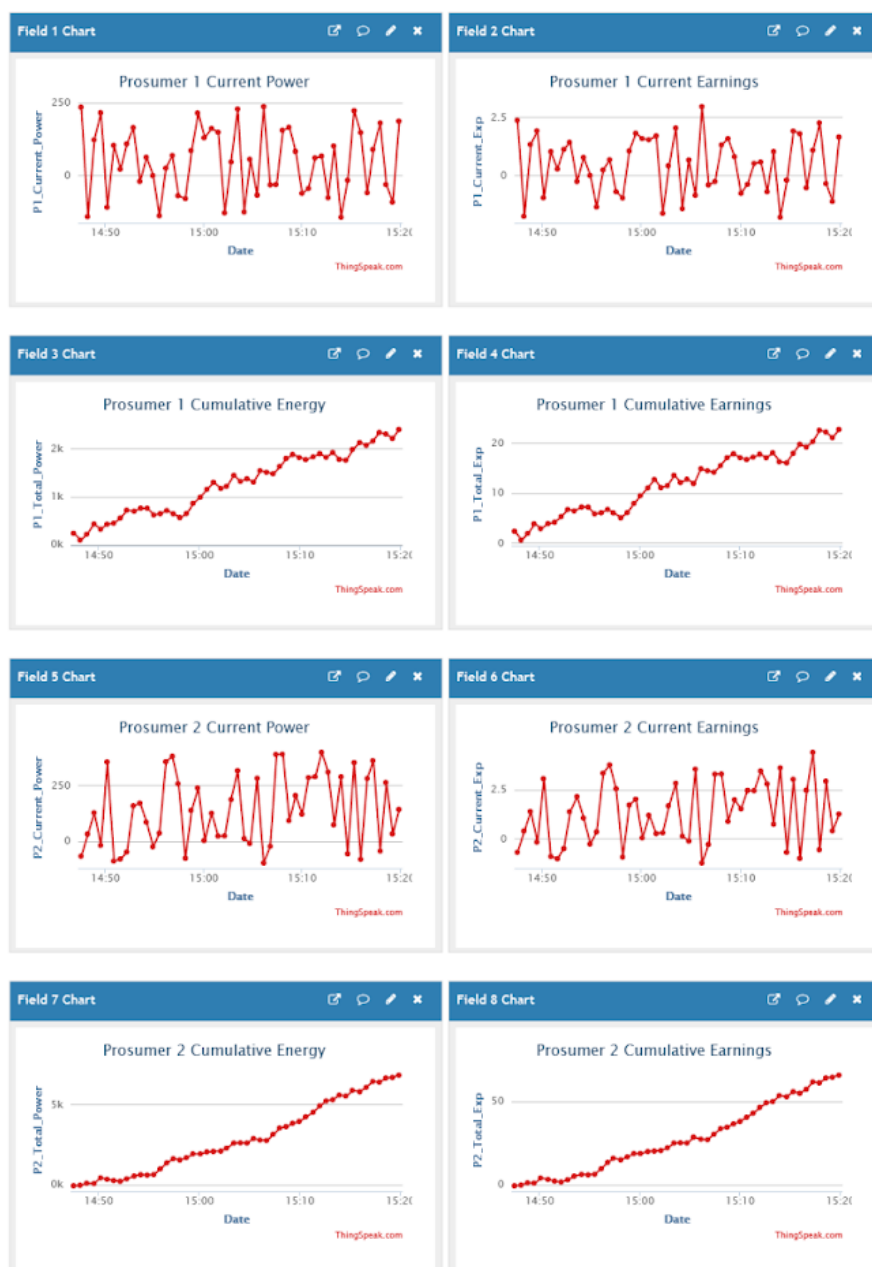 Field 1 Chart
Prosumer 1 Current Power
250
0
P1_Current_Power
14:50 15:00 15:10 15:20
Date
ThingSpeak.com
Field 2 Chart
Prosumer 1 Current Earnings
2.5
0
P1_Current_Exp
14:50 15:00 15:10 15:20
Date
ThingSpeak.com
Field 3 Chart
Prosumer 1 Cumulative Energy
2k
1k
0k
P1_Total_Power
14:50 15:00 15:10 15:20
Date
ThingSpeak.com
Field 4 Chart
Prosumer 1 Cumulative Earnings
20
10
0
P1_Total_Exp
14:50 15:00 15:10 15:20
Date
ThingSpeak.com
Field 5 Chart
Prosumer 2 Current Power
250
0
P2_Current_Power
14:50 15:00 15:10 15:20
Date
ThingSpeak.com
Field 6 Chart
Prosumer 2 Current Earnings
2.5
0
P2_Current_Exp
14:50 15:00 15:10 15:20
Date
ThingSpeak.com
Field 7 Chart
Prosumer 2 Cumulative Energy
5k
0k
P2_Total_Power
14:50 15:00 15:10 15:20
Date
ThingSpeak.com
Field 8 Chart
Prosumer 2 Cumulative Earnings
50
0
P2_Total_Exp
14:50 15:00 15:10 15:20
Date
ThingSpeak.com